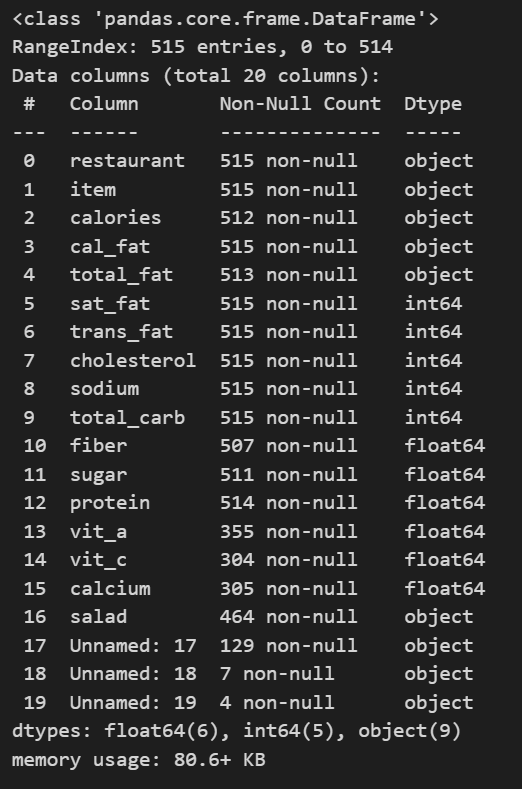 <class 'pandas.core.frame.DataFrame'>
RangeIndex: 515 entries, 0 to 514
Data columns (total 20 columns):
 #   Column       Non-Null Count  Dtype
---  ------       --------------  -----
 0   restaurant   515 non-null    object
 1   item         515 non-null    object
 2   calories     512 non-null    object
 3   cal_fat      515 non-null    object
 4   total_fat    513 non-null    object
 5   sat_fat      515 non-null    int64
 6   trans_fat    515 non-null    int64
 7   cholesterol  515 non-null    int64
 8   sodium       515 non-null    int64
 9   total_carb   515 non-null    int64
 10  fiber        507 non-null    float64
 11  sugar        511 non-null    float64
 12  protein      514 non-null    float64
 13  vit_a        355 non-null    float64
 14  vit_c        304 non-null    float64
 15  calcium      305 non-null    float64
 16  salad        464 non-null    object
 17  Unnamed: 17  129 non-null    object
 18  Unnamed: 18  7 non-null      object
 19  Unnamed: 19  4 non-null      object
dtypes: float64(6), int64(5), object(9)
memory usage: 80.6+ KB